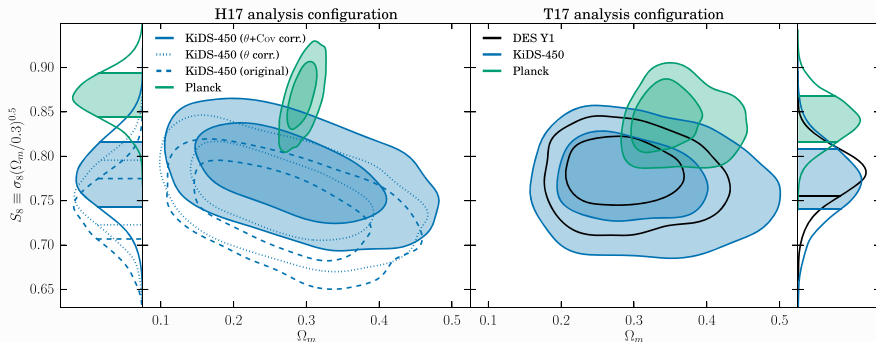 H17 analysis configuration
T17 analysis configuration
KiDS-450 (θ+Cov corr.)
KiDS-450 (θ corr.)
KiDS-450 (original)
Planck
DES Y1
KiDS-450
Planck
S₈ ≡ σ₈(Ωₘ/0.3)⁰·⁵
0.90
0.85
0.80
0.75
0.70
0.65
0.1 0.2 0.3 0.4 0.5
0.1 0.2 0.3 0.4 0.5
Ωₘ
Ωₘ